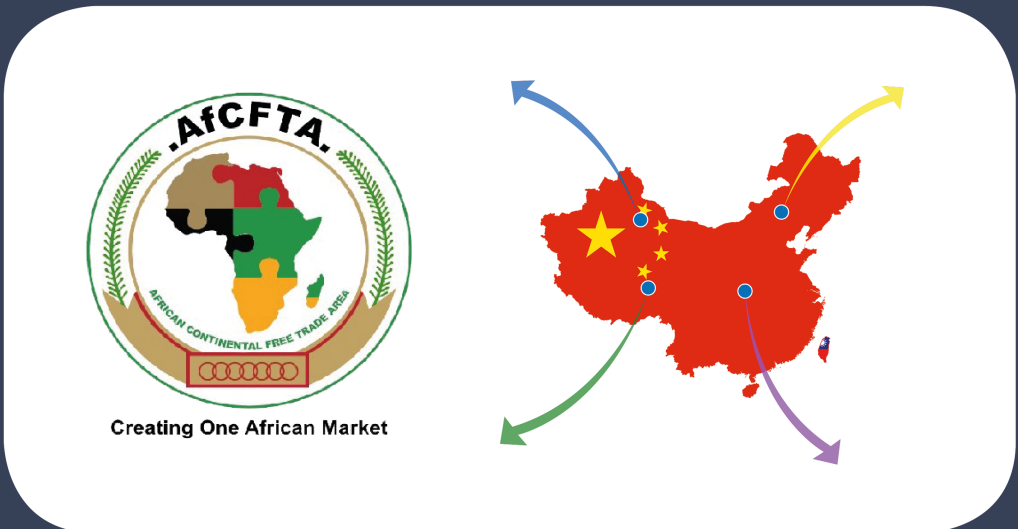 .AfCFTA.
AFRICAN CONTINENTAL FREE TRADE AREA
Creating One African Market